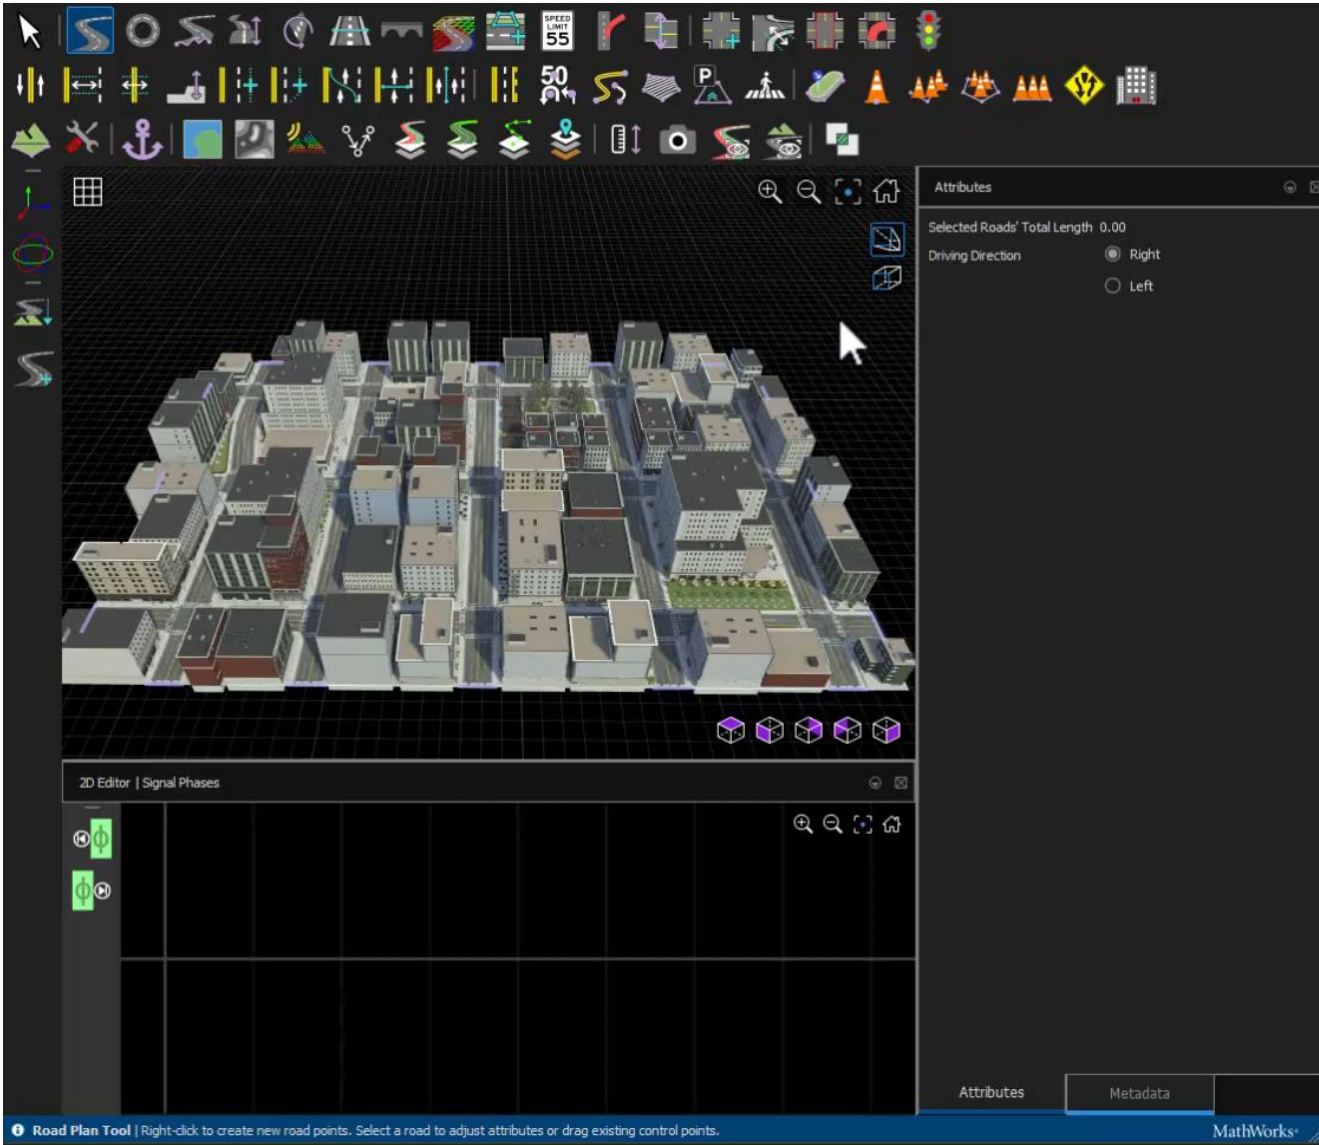 SPEED
LIMIT
55
50
P
Attributes
Selected Roads' Total Length 0.00
Driving Direction
Right
Left
2D Editor | Signal Phases
Attributes
Metadata
Road Plan Tool | Right-click to create new road points. Select a road to adjust attributes or drag existing control points.
MathWorks